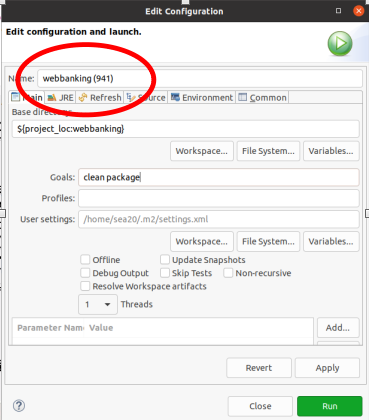 Edit Configuration
Edit configuration and launch.
Name: webbanking (941)
Main JRE Refresh Source Environment Common
Base directory:
${project_loc:webbanking}
Workspace... File System... Variables...
Goals: clean package
Profiles:
User settings: /home/sea20/.m2/settings.xml
Workspace... File System... Variables...
Offline Update Snapshots
Debug Output Skip Tests Non-recursive
Resolve Workspace artifacts
1 Threads
Parameter Nam Value Add...
Revert Apply
Close Run